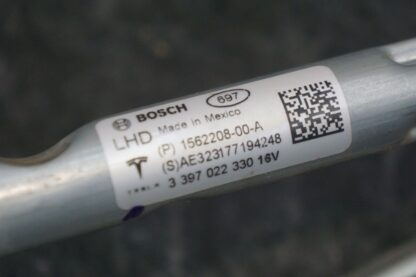 BOSCH 697
LHD Made in Mexico
(P) 1562208-00-A
(S)AE323177194248
TESLA
3 397 022 330 16V